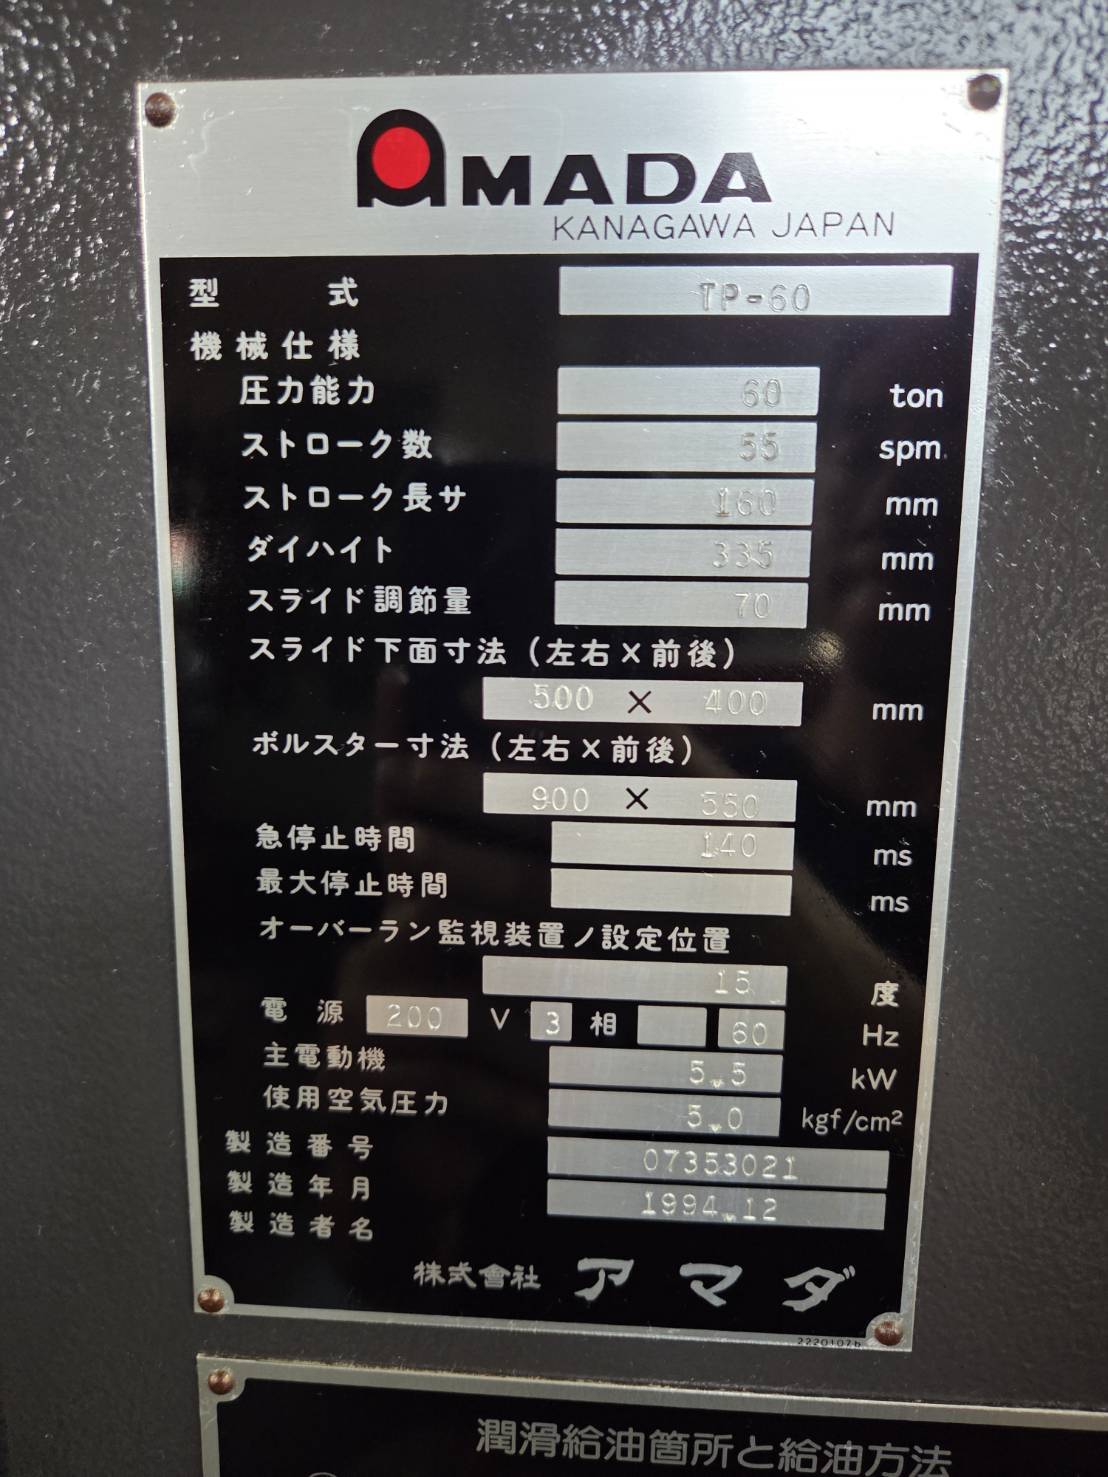 AMADA
KANAGAWA JAPAN
型式 TP-60
機械仕様
圧力能力 60 ton
ストローク数 55 spm
ストローク長サ 160 mm
ダイハイト 335 mm
スライド調節量 70 mm
スライド下面寸法(左右×前後)
500 × 400 mm
ボルスター寸法(左右×前後)
900 × 550 mm
急停止時間 140 ms
最大停止時間 ms
オーバーラン監視装置ノ設定位置
15 度
電源 200 V 3 相 60 Hz
主電動機 5.5 kW
使用空気圧力 5.0 kgf/cm²
製造番号 07353021
製造年月 1994.12
製造者名
株式會社 アマダ
22201076
潤滑給油箇所と給油方法